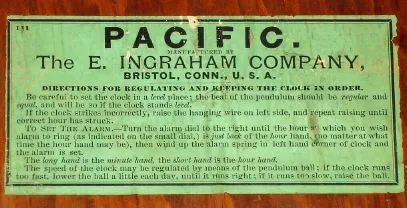 111
PACIFIC.
MANUFACTURED BY
The E. INGRAHAM COMPANY,
BRISTOL, CONN., U. S. A.
DIRECTIONS FOR REGULATING AND KEEPING THE CLOCK IN ORDER.
Be careful to set the clock in a level place; the beat of the pendulum should be regular and
equal, and will be so if the clock stands level.
If the clock strikes incorrectly, raise the hanging wire on left side, and repeat raising until
correct hour has struck.
TO SET THE ALARM.—Turn the alarm dial to the right until the hour at which you wish
alarm to ring (as indicated on the small dial,) is just back of the hour hand, (no matter at what
time the hour hand may be), then wind up the alarm spring in left hand corner of clock and
the alarm is set.
The long hand is the minute hand, the short hand is the hour hand.
The speed of the clock may be regulated by means of the pendulum ball; if the clock runs
too fast, lower the ball a little each day, until it runs right; if it runs too slow, raise the ball.